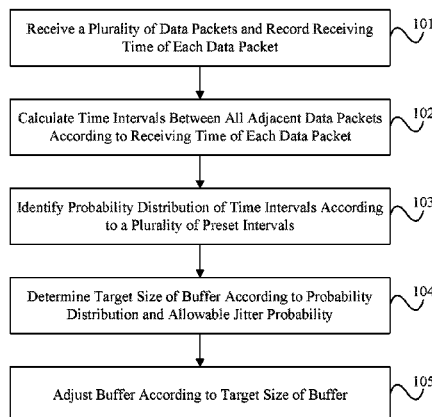 Receive a Plurality of Data Packets and Record Receiving
Time of Each Data Packet
101
Calculate Time Intervals Between All Adjacent Data Packets
According to Receiving Time of Each Data Packet
102
Identify Probability Distribution of Time Intervals According
to a Plurality of Preset Intervals
103
Determine Target Size of Buffer According to Probability
Distribution and Allowable Jitter Probability
104
Adjust Buffer According to Target Size of Buffer
105